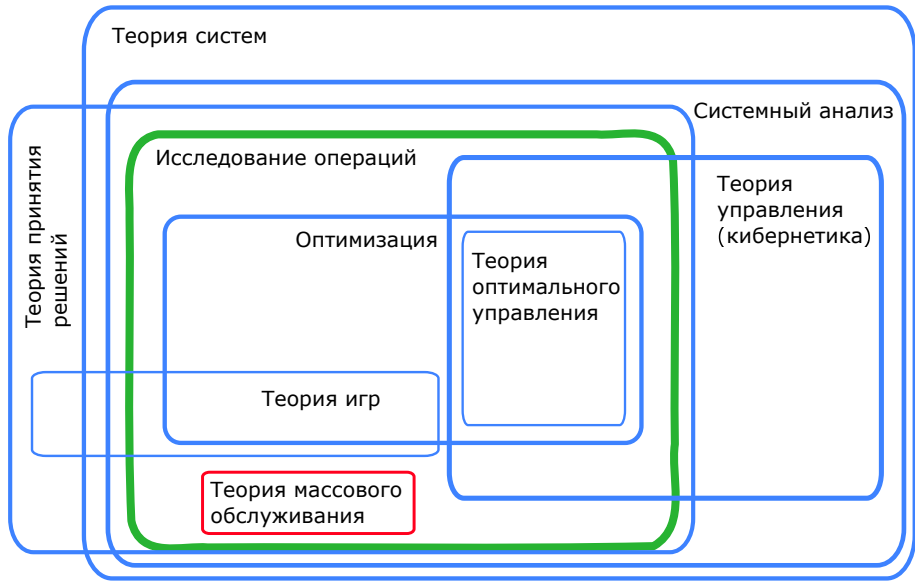 Теория систем
Системный анализ
Теория принятия
решений
Исследование операций
Теория
управления
(кибернетика)
Оптимизация
Теория
оптимального
управления
Теория игр
Теория массового
обслуживания